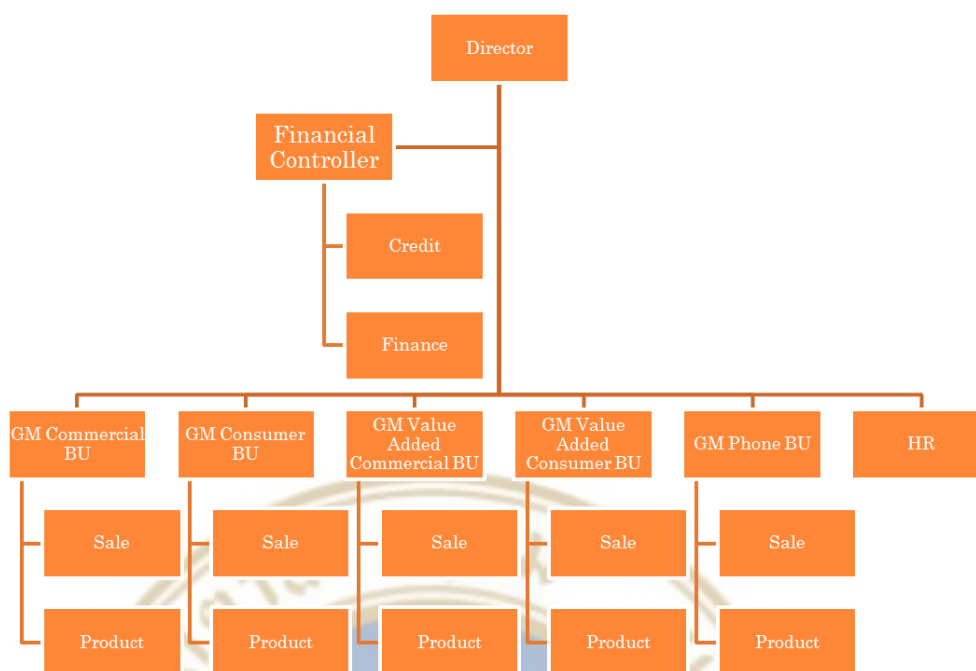 Director
Financial
Controller
Credit
Finance
GM Commercial
BU
GM Consumer
BU
GM Value
Added
Commercial BU
GM Value
Added
Consumer BU
GM Phone BU
HR
Sale
Sale
Sale
Sale
Sale
Product
Product
Product
Product
Product